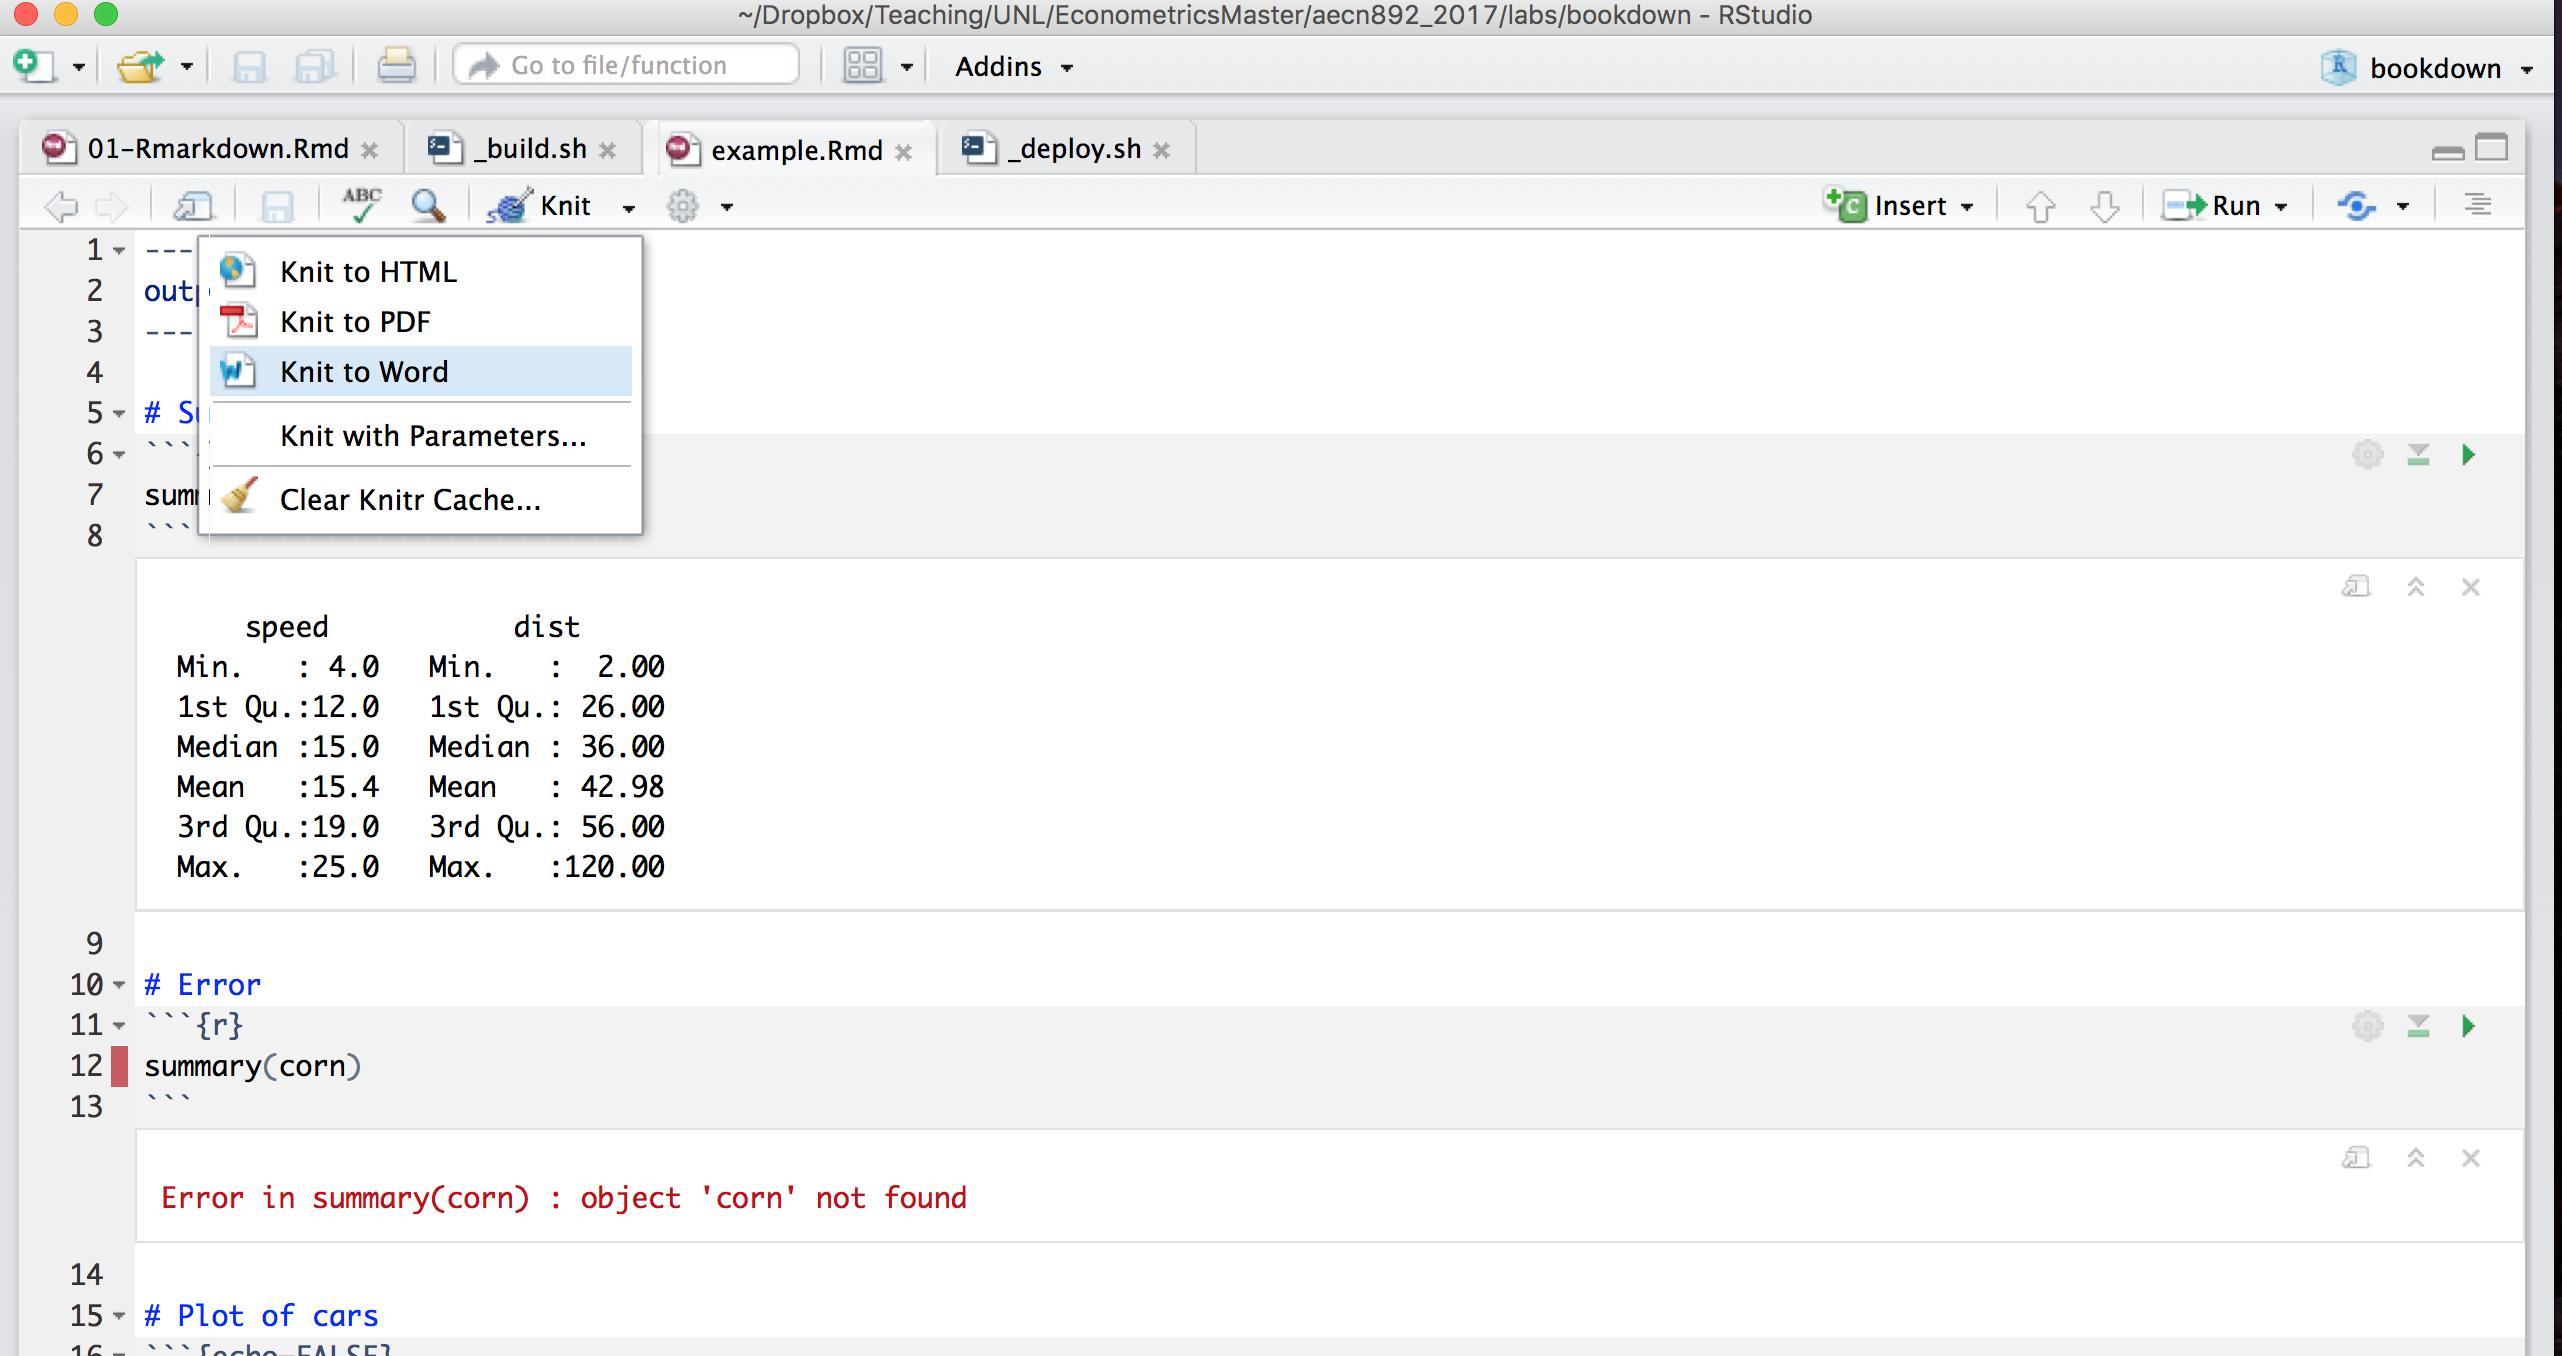 ~/Dropbox/Teaching/UNL/EconometricsMaster/aecn892_2017/labs/bookdown - RStudio
Go to file/function Addins bookdown
01-Rmarkdown.Rmd _build.sh example.Rmd _deploy.sh
ABC Knit Insert Run
1 ---
Knit to HTML
2 outp
Knit to PDF
3 ---
Knit to Word
4
5 # Su
Knit with Parameters...
6 ```
7 summ
Clear Knitr Cache...
8 ```
speed dist
Min. : 4.0 Min. : 2.00
1st Qu.:12.0 1st Qu.: 26.00
Median :15.0 Median : 36.00
Mean :15.4 Mean : 42.98
3rd Qu.:19.0 3rd Qu.: 56.00
Max. :25.0 Max. :120.00
9
10 # Error
11 ```{r}
12 summary(corn)
13 ```
Error in summary(corn) : object 'corn' not found
14
15 # Plot of cars
16 ```{echo=FALSE}